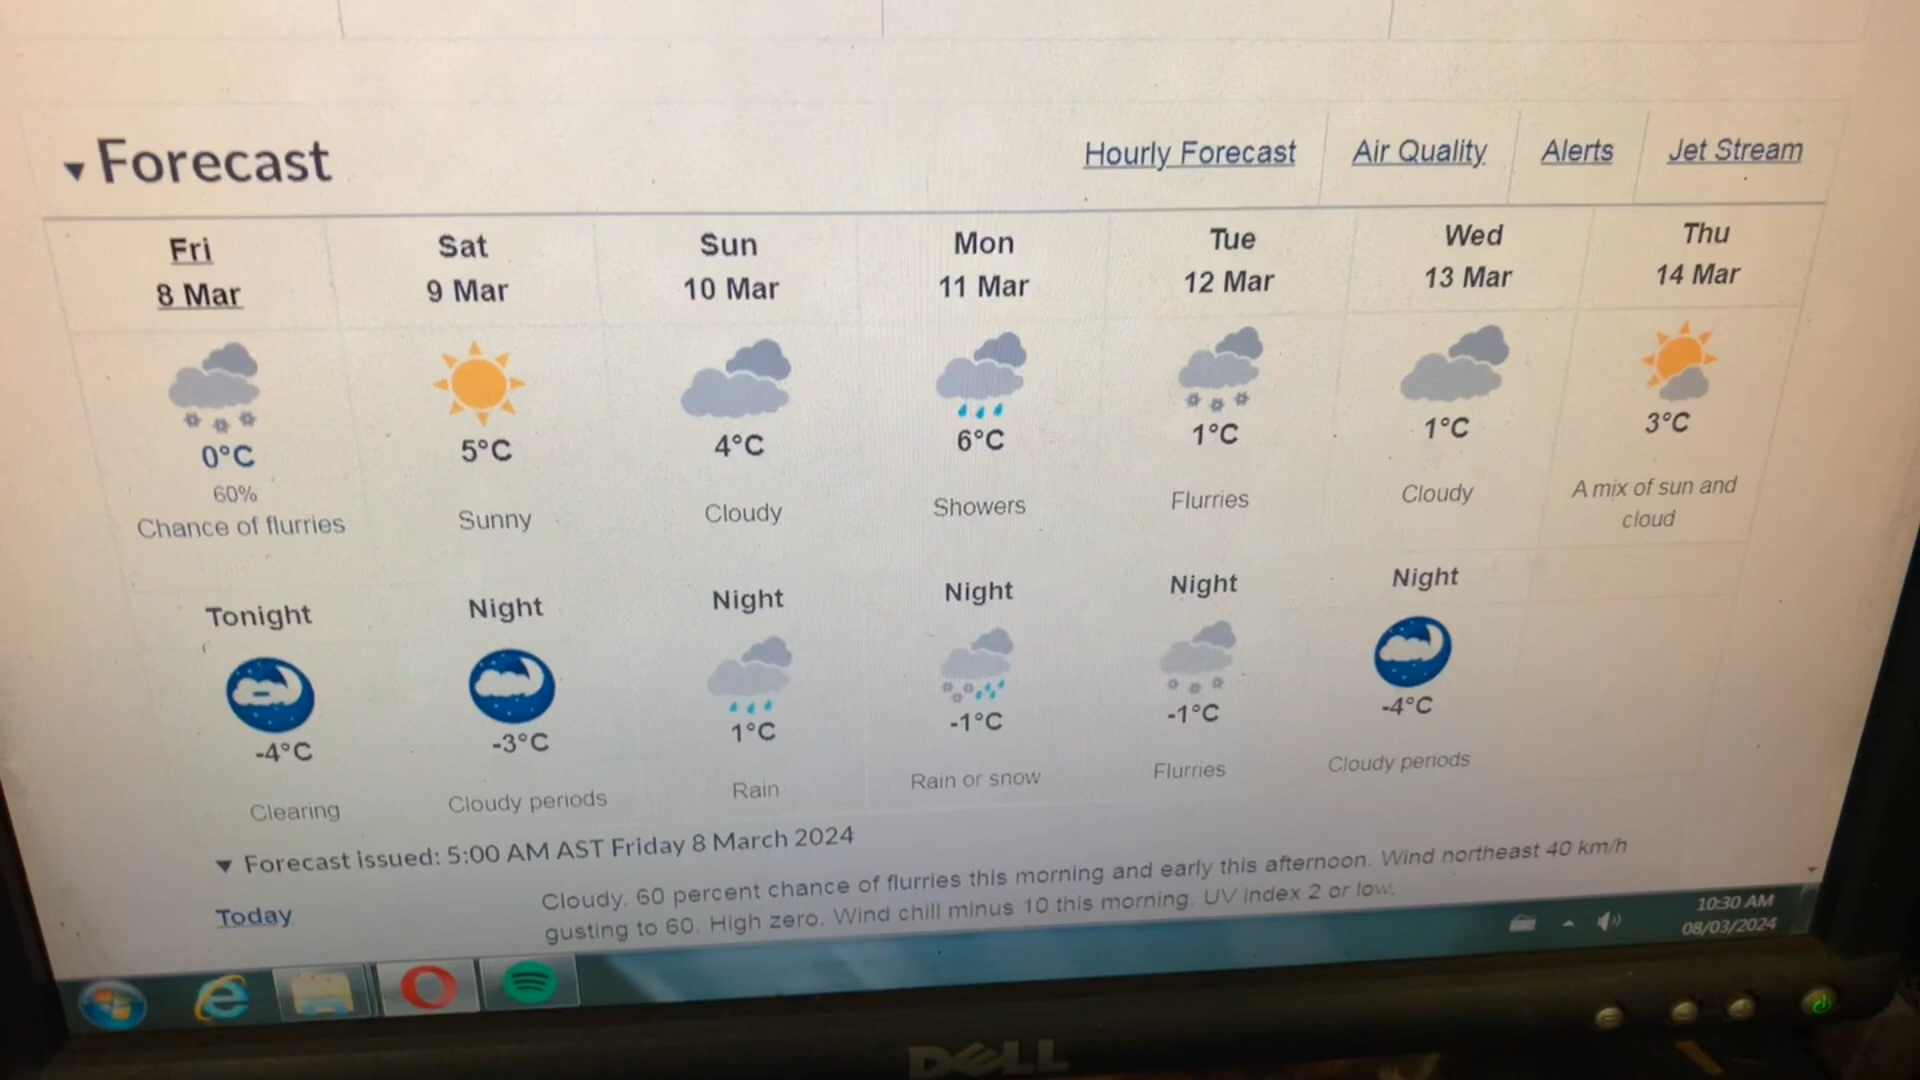 ▾ Forecast
Hourly Forecast Air Quality Alerts Jet Stream
Fri Sat Sun Mon Tue Wed Thu
8 Mar 9 Mar 10 Mar 11 Mar 12 Mar 13 Mar 14 Mar
0°C 5°C 4°C 6°C 1°C 1°C 3°C
60%
Chance of flurries Sunny Cloudy Showers Flurries Cloudy A mix of sun and
cloud
Tonight Night Night Night Night Night
-4°C -3°C 1°C -1°C -1°C -4°C
Clearing Cloudy periods Rain Rain or snow Flurries Cloudy periods
▾ Forecast issued: 5:00 AM AST Friday 8 March 2024
Today Cloudy. 60 percent chance of flurries this morning and early this afternoon. Wind northeast 40 km/h
gusting to 60. High zero. Wind chill minus 10 this morning. UV index 2 or low.
10:30 AM
08/03/2024
DELL